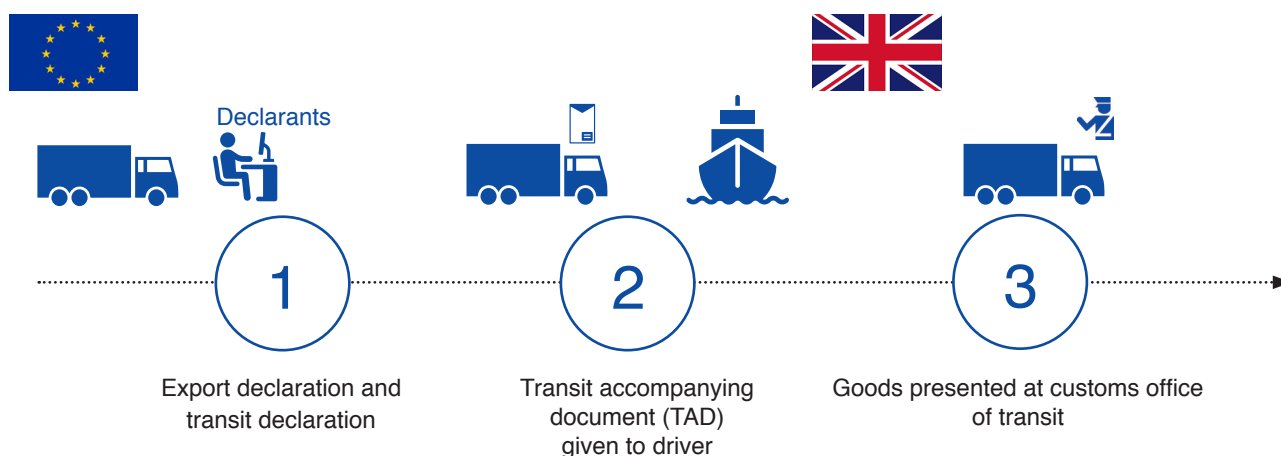 Declarants
1
2
3
Export declaration and
transit declaration
Transit accompanying
document (TAD)
given to driver
Goods presented at customs office
of transit